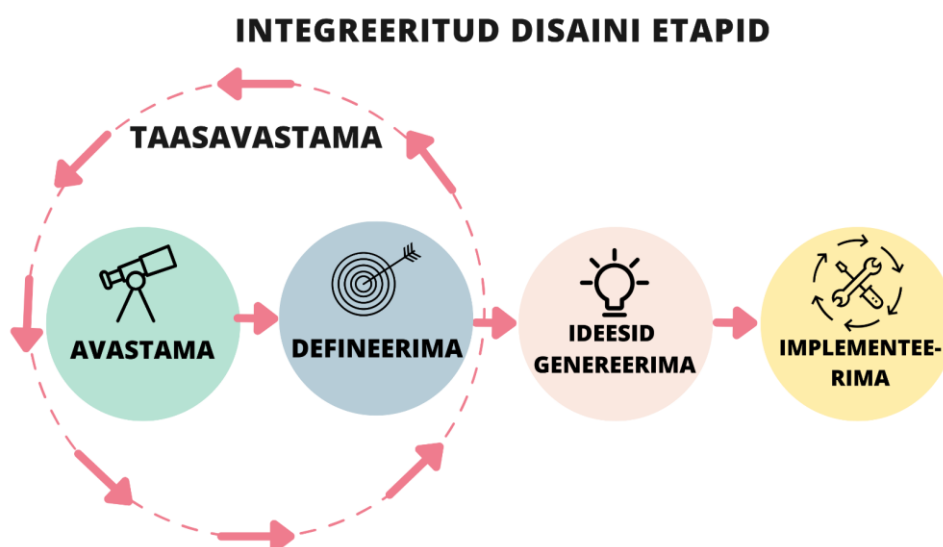 INTEGREERITUD DISAINI ETAPID
TAASAVASTAMA
AVASTAMA
DEFINEERIMA
IDEESID
GENEREERIMA
IMPLEMENTEE-
RIMA